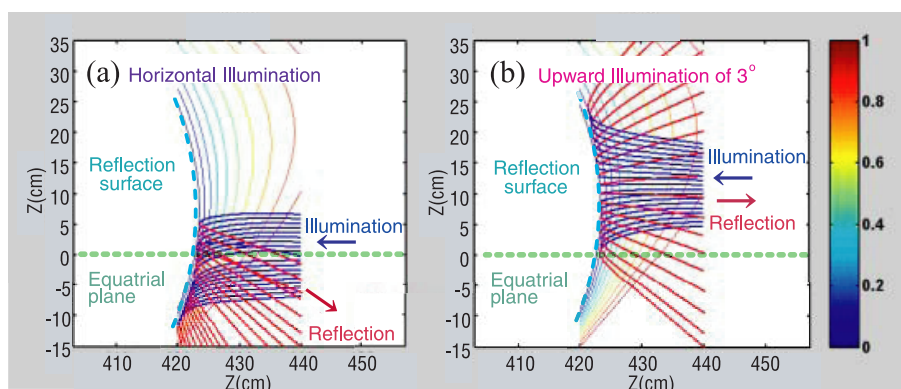 (a) Horizontal Illumination
35
30
25
20
15
10
5
0
-5
-10
-15
Reflection
surface
Illumination
Equatrial
plane
Reflection
410 420 430 440 450
Z(cm)
Z(cm)
(b) Upward Illumination of 3°
35
30
25
20
15
10
5
0
-5
-10
-15
Reflection
surface
Illumination
Reflection
Equatrial
plane
410 420 430 440 450
Z(cm)
Z(cm)
1
0.8
0.6
0.4
0.2
0